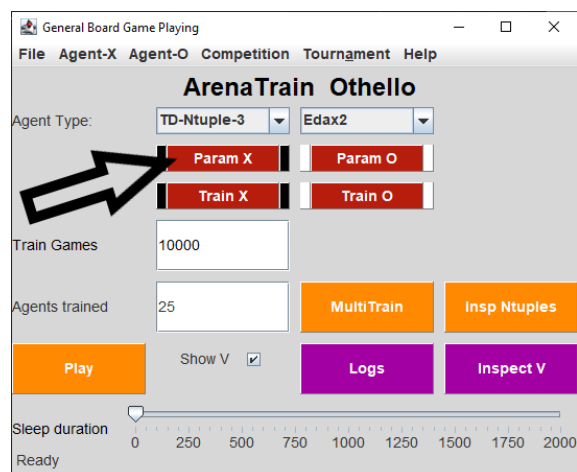 General Board Game Playing
File Agent-X Agent-O Competition Tournament Help
ArenaTrain Othello
Agent Type: TD-Ntuple-3 Edax2
Param X Param O
Train X Train O
Train Games 10000
Agents trained 25 MultiTrain Insp Ntuples
Play Show V Logs Inspect V
Sleep duration
0 250 500 750 1000 1250 1500 1750 2000
Ready